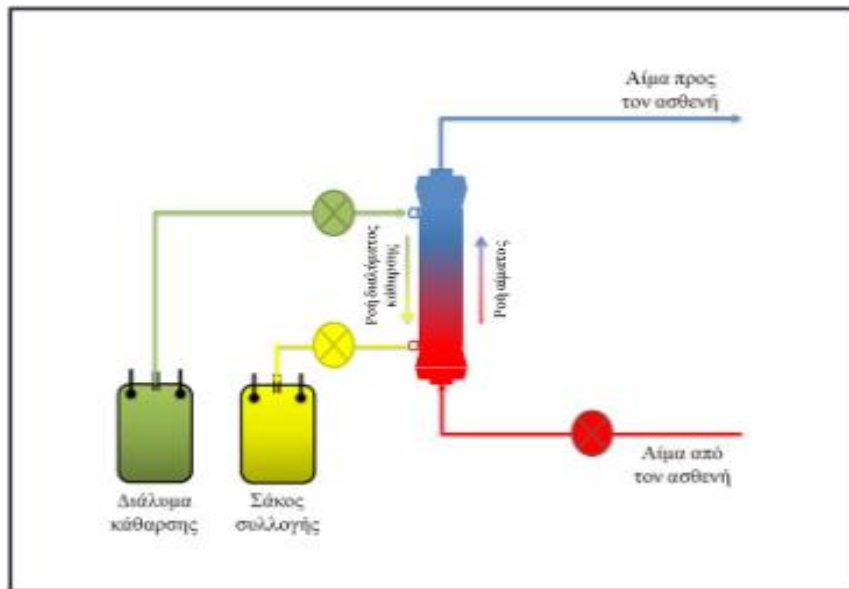 Αίμα προς
τον ασθενή
Ροή διαλύματος
κάθαρσης
Ροή αίματος
Αίμα από
τον ασθενή
Διάλυμα
κάθαρσης
Σάκος
συλλογής